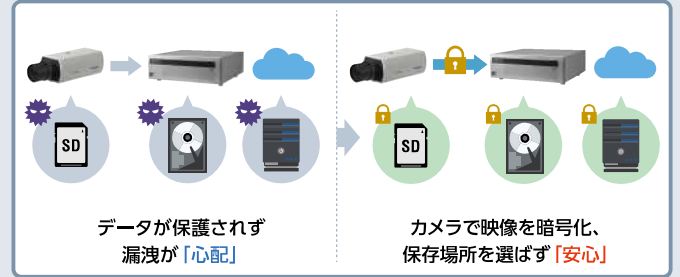 SD
データが保護されず
漏洩が「心配」
SD
カメラで映像を暗号化、
保存場所を選ばず「安心」